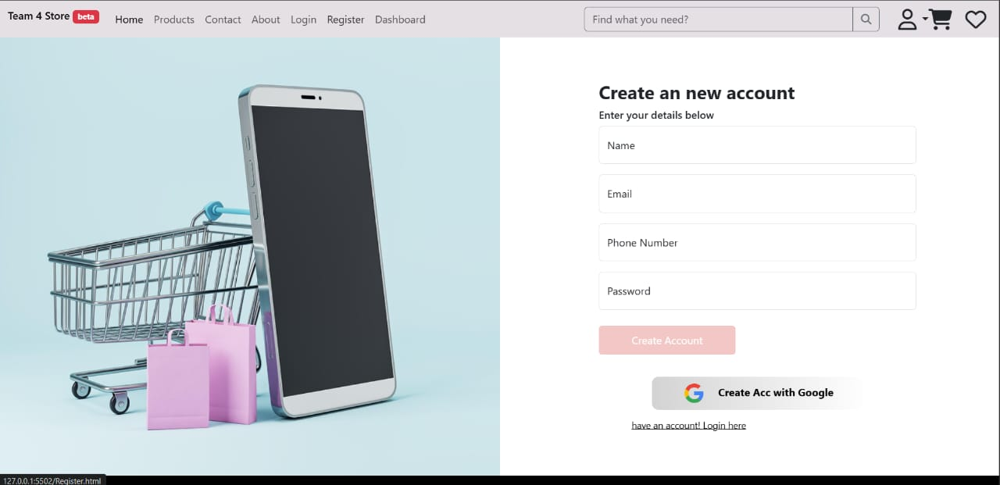 Team 4 Store beta Home Products Contact About Login Register Dashboard Find what you need?
Create an new account
Enter your details below
Name
Email
Phone Number
Password
Create Account
Create Acc with Google
have an account! Login here
127.0.0.1:5502/Register.html